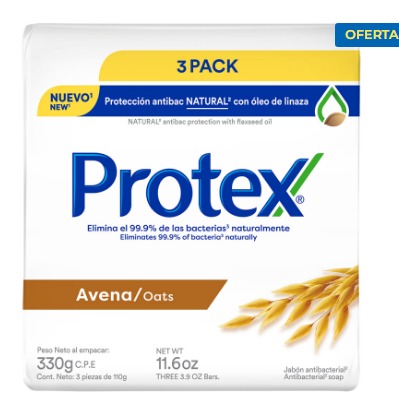 OFERTA
3 PACK
NUEVO¹
NEW¹
Protección antibac NATURAL² con óleo de linaza
NATURAL² antibac protection with flaxseed oil
Protex®
Elimina el 99.9% de las bacterias³ naturalmente
Eliminates 99.9% of bacteria³ naturally
Avena/Oats
Peso Neto al empacar:
330g C.P.E
Cont. Neto: 3 piezas de 110g
NET WT
11.6oz
THREE 3.9 OZ Bars.
Jabón antibacterial²
Antibacterial² soap